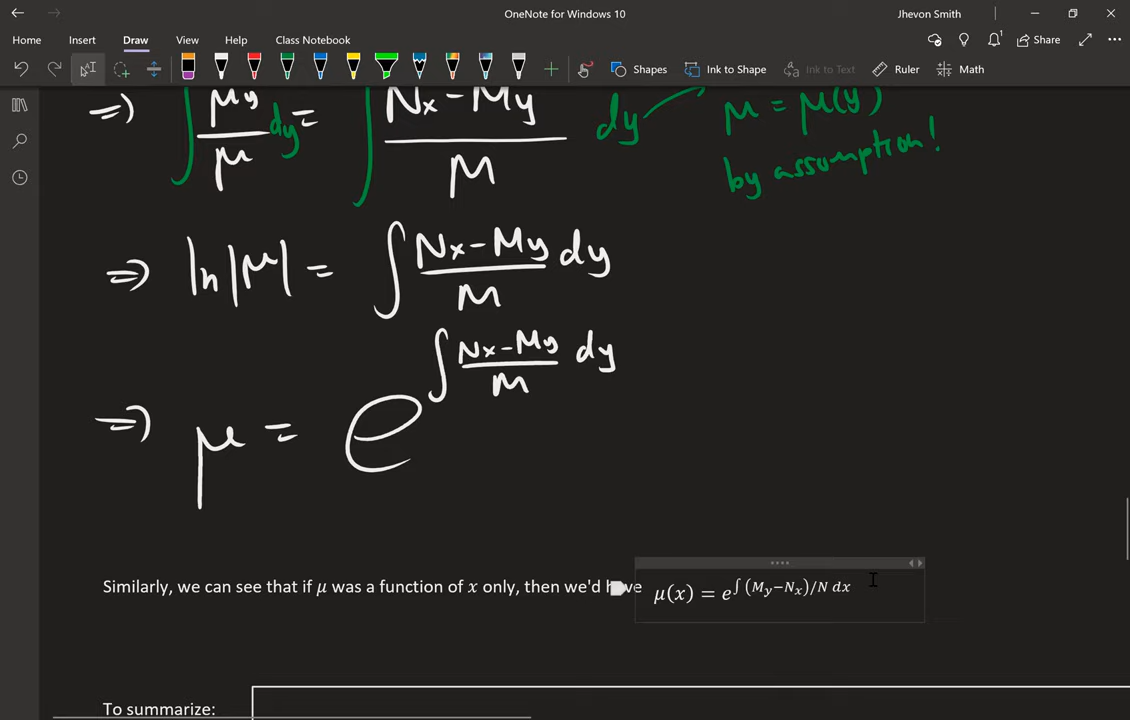 OneNote for Windows 10
Jhevon Smith
Home Insert Draw View Help Class Notebook
Share
Shapes Ink to Shape Ink to Text Ruler Math
⇒ ∫ μy/μ dy = ∫ (Nx - My)/M dy → μ = μ(y)
by assumption!
⇒ ln|μ| = ∫ (Nx - My)/M dy
⇒ μ = e^(∫ (Nx - My)/M dy)
Similarly, we can see that if μ was a function of x only, then we'd have μ(x) = e^(∫ (My−Nx)/N dx)
To summarize: